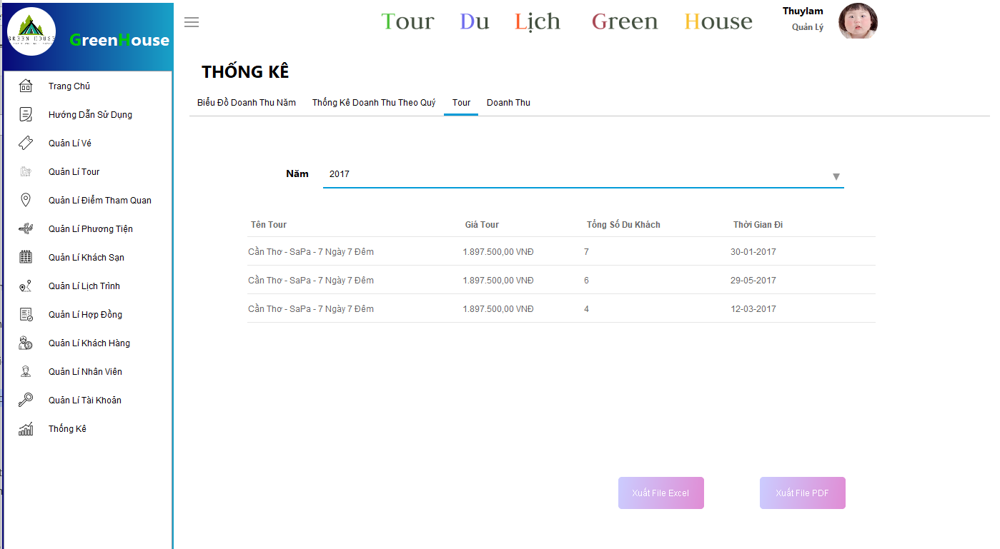 GREEN HOUSE
GreenHouse
Tour Du Lịch Green House
Thuylam
Quản Lý
Trang Chủ
Hướng Dẫn Sử Dụng
Quản Lí Vé
Quản Lí Tour
Quản Lí Điểm Tham Quan
Quản Lí Phương Tiện
Quản Lí Khách Sạn
Quản Lí Lịch Trình
Quản Lí Hợp Đồng
Quản Lí Khách Hàng
Quản Lí Nhân Viên
Quản Lí Tài Khoản
Thống Kê
THỐNG KÊ
Biểu Đồ Doanh Thu Năm Thống Kê Doanh Thu Theo Quý Tour Doanh Thu
Năm 2017
Tên Tour Giá Tour Tổng Số Du Khách Thời Gian Đi
Cần Thơ - SaPa - 7 Ngày 7 Đêm 1.897.500,00 VNĐ 7 30-01-2017
Cần Thơ - SaPa - 7 Ngày 7 Đêm 1.897.500,00 VNĐ 6 29-05-2017
Cần Thơ - SaPa - 7 Ngày 7 Đêm 1.897.500,00 VNĐ 4 12-03-2017
Xuất File Excel Xuất File PDF